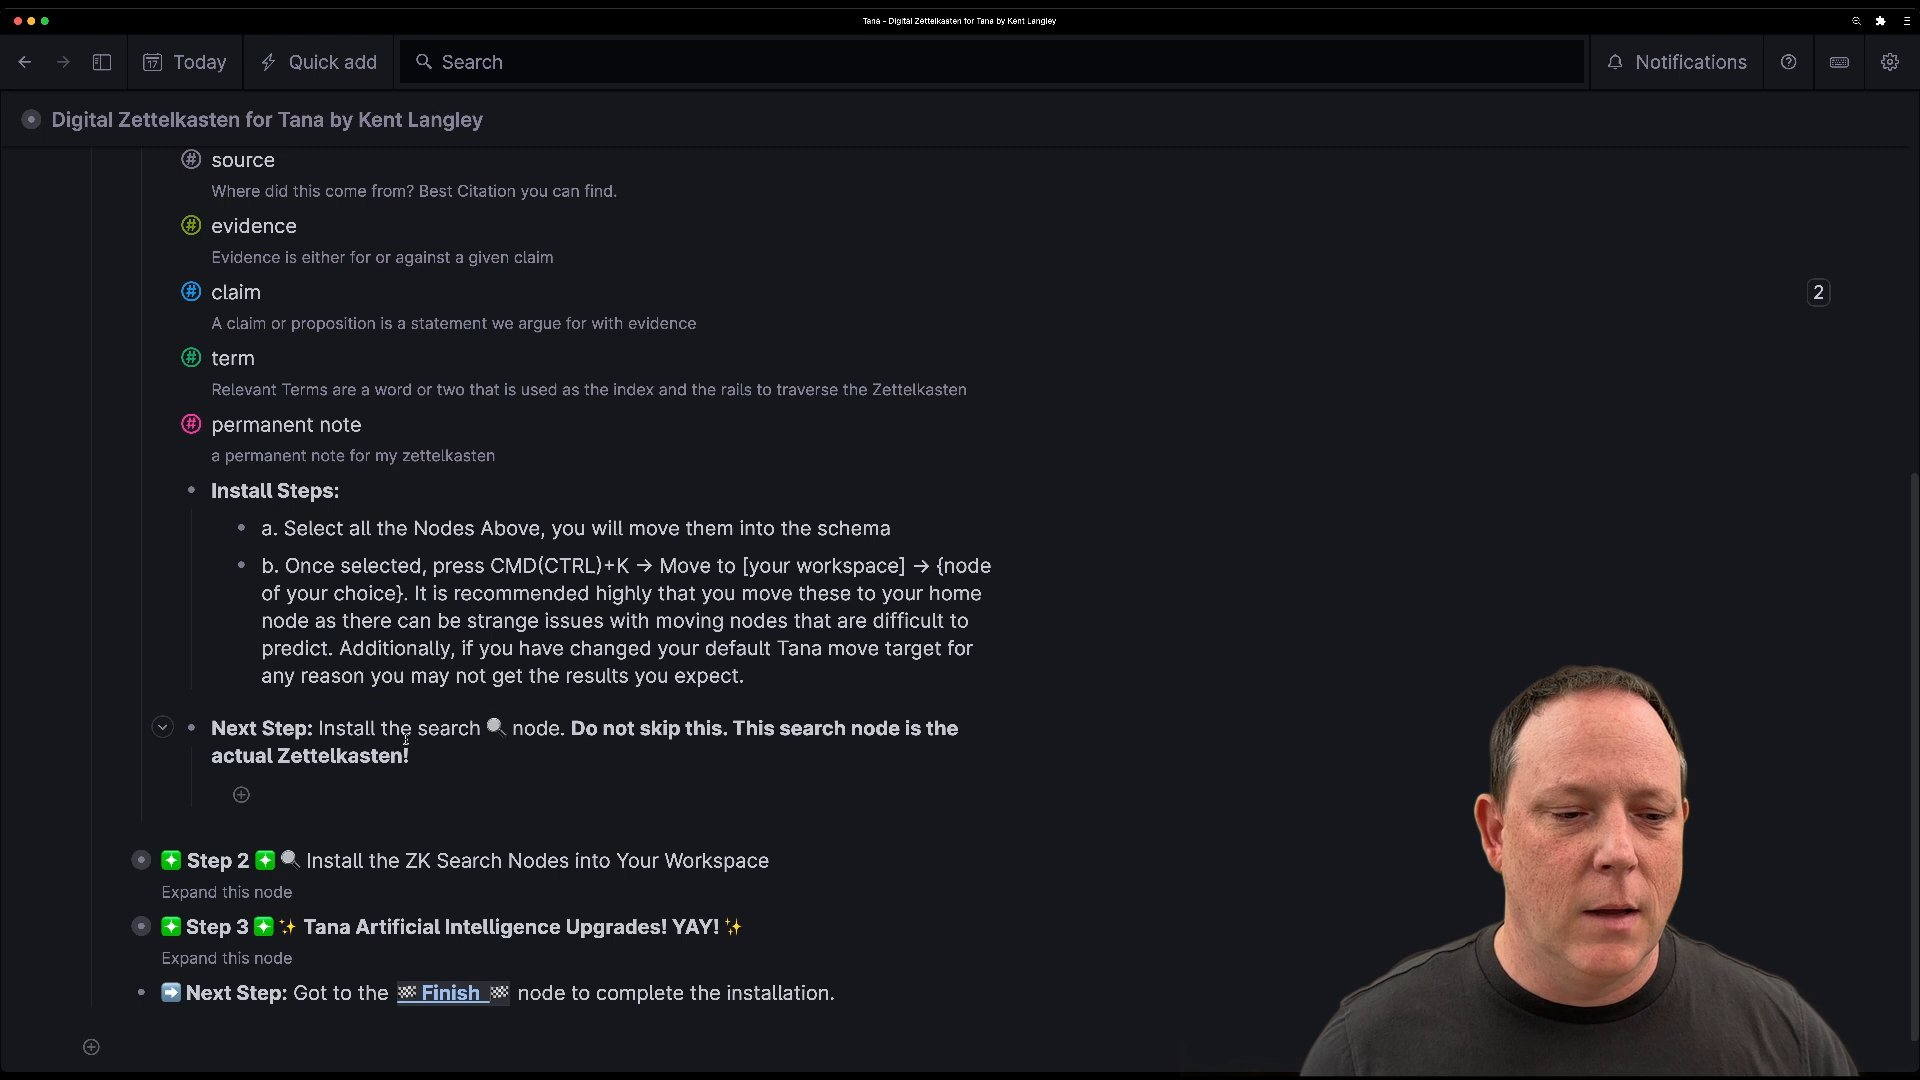 Tana - Digital Zettelkasten for Tana by Kent Langley
17 Today
Quick add
Search
Notifications
Digital Zettelkasten for Tana by Kent Langley
# source
Where did this come from? Best Citation you can find.
# evidence
Evidence is either for or against a given claim
# claim
2
A claim or proposition is a statement we argue for with evidence
# term
Relevant Terms are a word or two that is used as the index and the rails to traverse the Zettelkasten
# permanent note
a permanent note for my zettelkasten
Install Steps:
a. Select all the Nodes Above, you will move them into the schema
b. Once selected, press CMD(CTRL)+K → Move to [your workspace] → {node
of your choice}. It is recommended highly that you move these to your home
node as there can be strange issues with moving nodes that are difficult to
predict. Additionally, if you have changed your default Tana move target for
any reason you may not get the results you expect.
Next Step: Install the search 🔍 node. Do not skip this. This search node is the
actual Zettelkasten!
Step 2 🔍 Install the ZK Search Nodes into Your Workspace
Expand this node
Step 3 ✨ Tana Artificial Intelligence Upgrades! YAY! ✨
Expand this node
➡️ Next Step: Got to the 🏁 Finish 🏁 node to complete the installation.